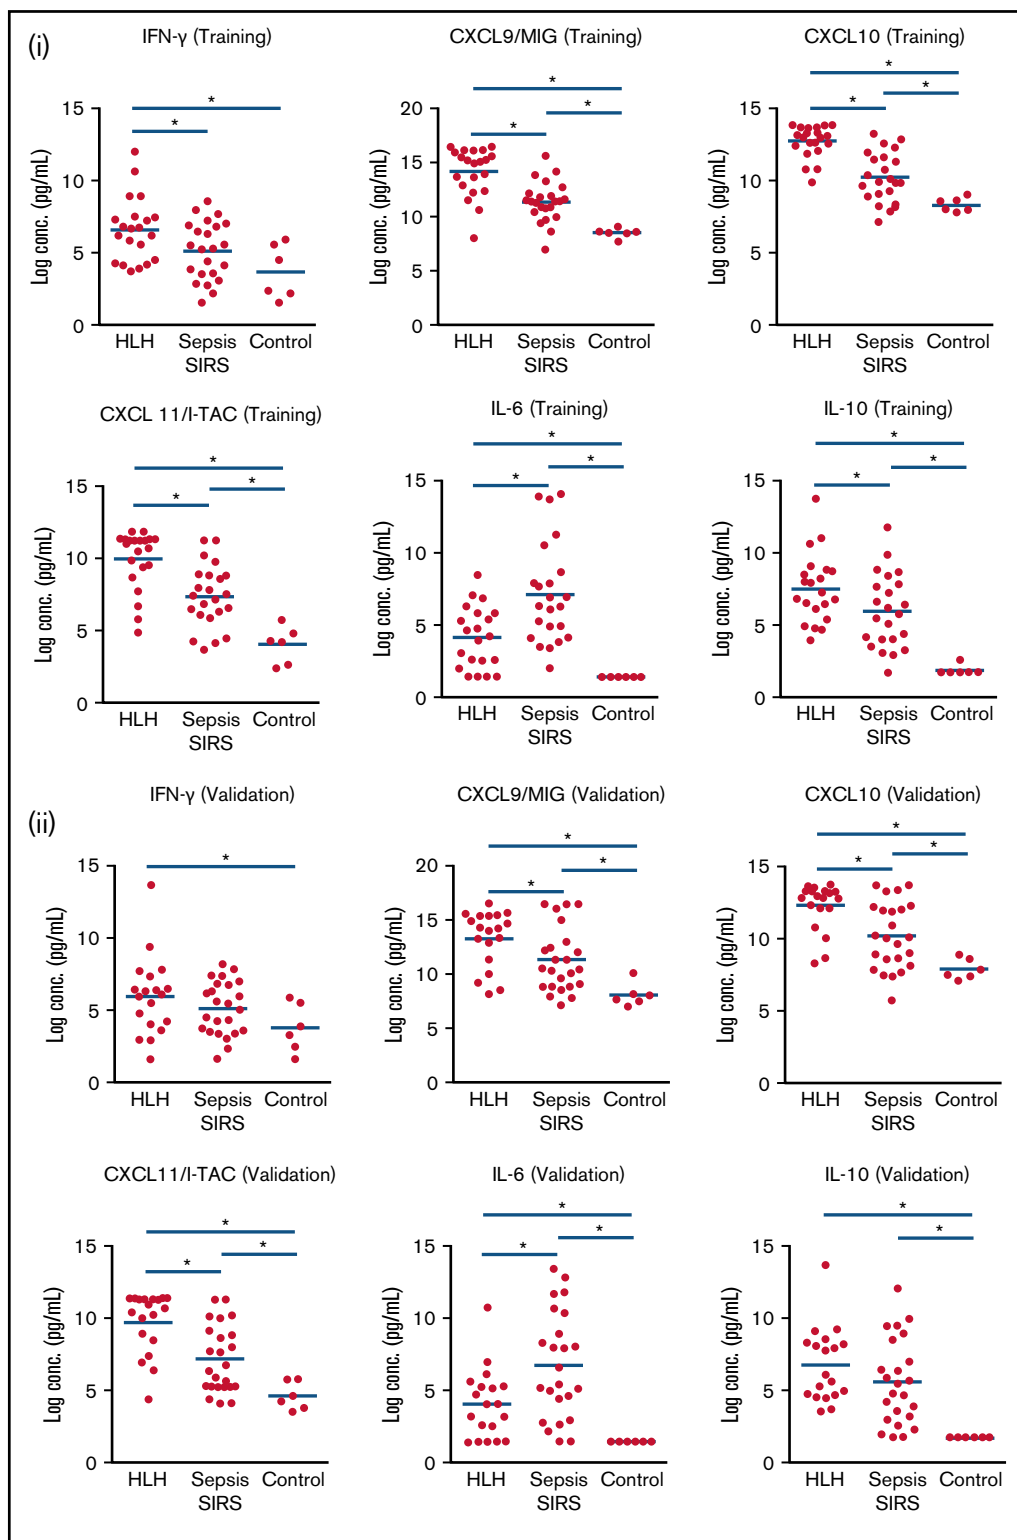 (i)
IFN-γ (Training)
CXCL9/MIG (Training)
CXCL10 (Training)
* *
Log conc. (pg/mL)
15
10
5
0
HLH Sepsis SIRS Control
* * *
Log conc. (pg/mL)
20
15
10
5
0
HLH Sepsis SIRS Control
* * *
Log conc. (pg/mL)
15
10
5
0
HLH Sepsis SIRS Control
CXCL 11/I-TAC (Training)
IL-6 (Training)
IL-10 (Training)
* * *
Log conc. (pg/mL)
15
10
5
0
HLH Sepsis SIRS Control
* * *
Log conc. (pg/mL)
15
10
5
0
HLH Sepsis SIRS Control
* * *
Log conc. (pg/mL)
15
10
5
0
HLH Sepsis SIRS Control
(ii)
IFN-γ (Validation)
CXCL9/MIG (Validation)
CXCL10 (Validation)
*
Log conc. (pg/mL)
15
10
5
0
HLH Sepsis SIRS Control
* * *
Log conc. (pg/mL)
20
15
10
5
0
HLH Sepsis SIRS Control
* * *
Log conc. (pg/mL)
15
10
5
0
HLH Sepsis SIRS Control
CXCL11/I-TAC (Validation)
IL-6 (Validation)
IL-10 (Validation)
* * *
Log conc. (pg/mL)
15
10
5
0
HLH Sepsis SIRS Control
* * *
Log conc. (pg/mL)
15
10
5
0
HLH Sepsis SIRS Control
* *
Log conc. (pg/mL)
15
10
5
0
HLH Sepsis SIRS Control